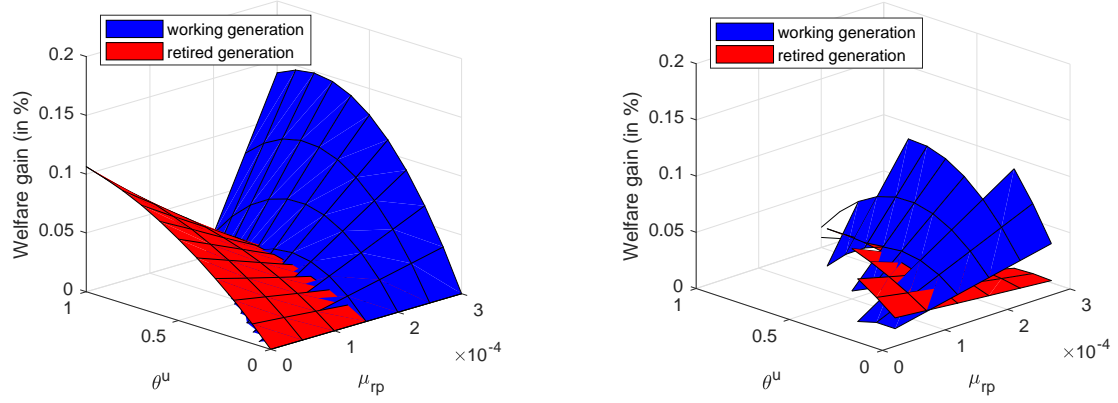 working generation
retired generation
0.2
0.15
0.1
0.05
0
Welfare gain (in %)
1
0.5
0
θᵘ
0
1
2
3
×10⁻⁴
μ_rp
working generation
retired generation
0.2
0.15
0.1
0.05
0
Welfare gain (in %)
1
0.5
0
θᵘ
0
1
2
3
×10⁻⁴
μ_rp